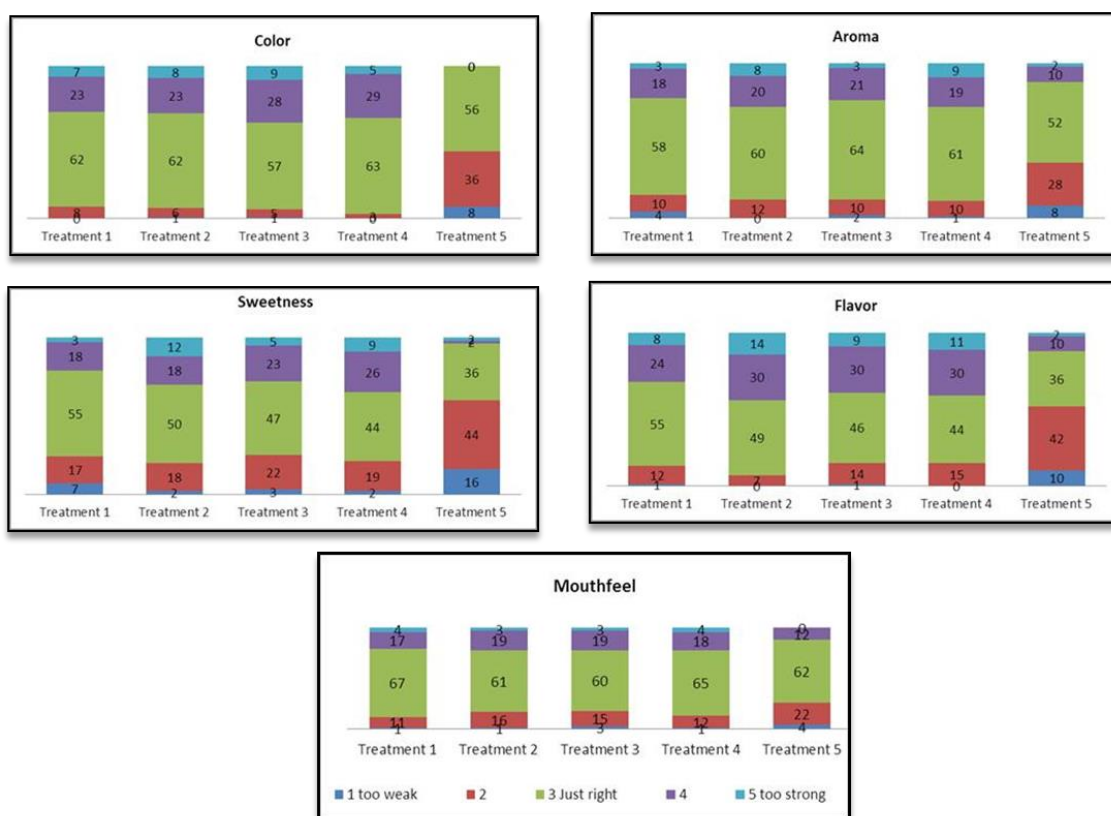 Color
7 8 9 5 0
23 23 28 29
62 62 57 63 56
8 6 5 36
0 1 1 0 8
Treatment 1 Treatment 2 Treatment 3 Treatment 4 Treatment 5
Aroma
3 8 3 9 2
18 20 21 19 10
58 60 64 61 52
10 12 10 10 28
4 0 2 1 8
Treatment 1 Treatment 2 Treatment 3 Treatment 4 Treatment 5
Sweetness
3 12 5 9
18 18 23 26 2
55 50 47 44 36
17 18 22 19 44
7 2 3 2 16
Treatment 1 Treatment 2 Treatment 3 Treatment 4 Treatment 5
Flavor
8 14 9 11 2
24 30 30 30 10
55 49 46 44 36
12 7 14 15 42
1 0 1 0 10
Treatment 1 Treatment 2 Treatment 3 Treatment 4 Treatment 5
Mouthfeel
4 3 3 4 0
17 19 19 18 12
67 61 60 65 62
11 16 15 12 22
1 1 3 1 4
Treatment 1 Treatment 2 Treatment 3 Treatment 4 Treatment 5
1 too weak 2 3 Just right 4 5 too strong